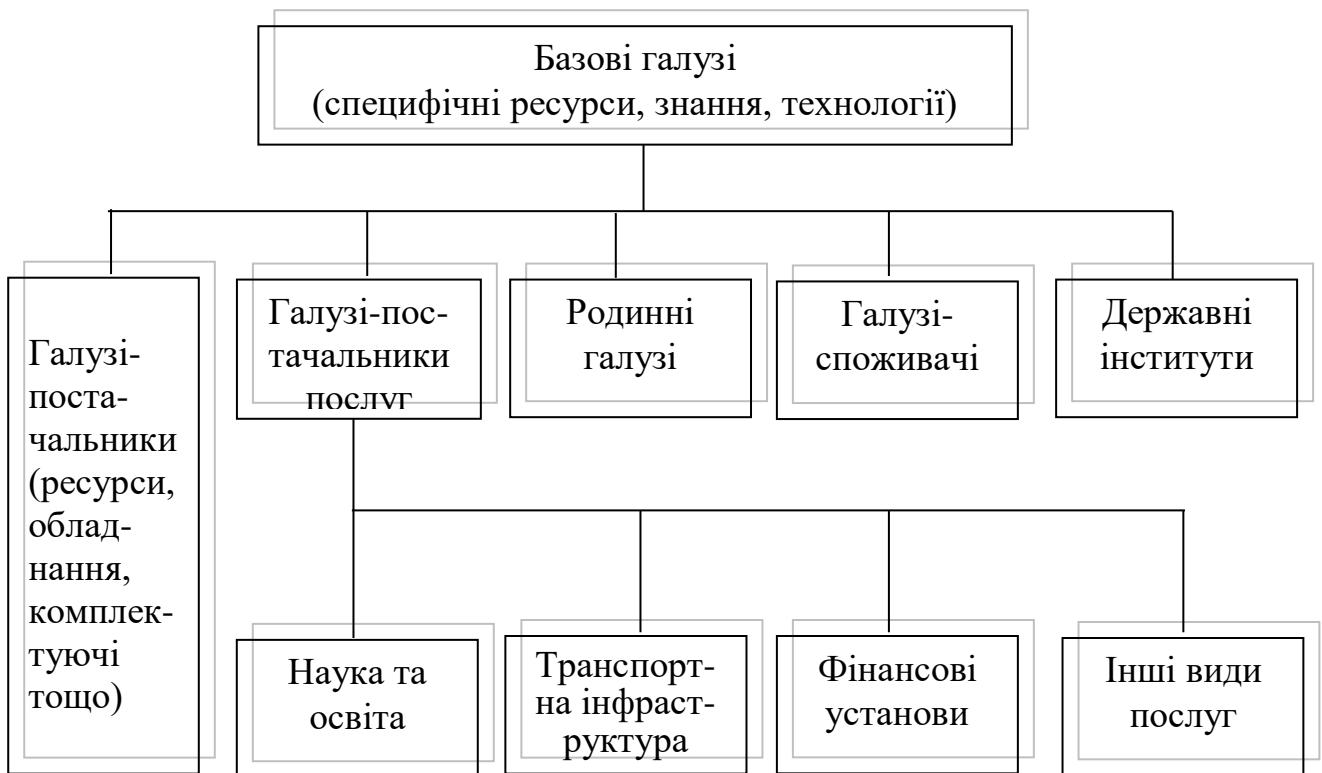 Базові галузі
(специфічні ресурси, знання, технології)
Галузі-
поста-
чальники
(ресурси,
облад-
нання,
комплек-
туючі
тощо)
Галузі-пос-
тачальники
послуг
Родинні
галузі
Галузі-
споживачі
Державні
інститути
Наука та
освіта
Транспорт-
на інфраст-
руктура
Фінансові
установи
Інші види
послуг